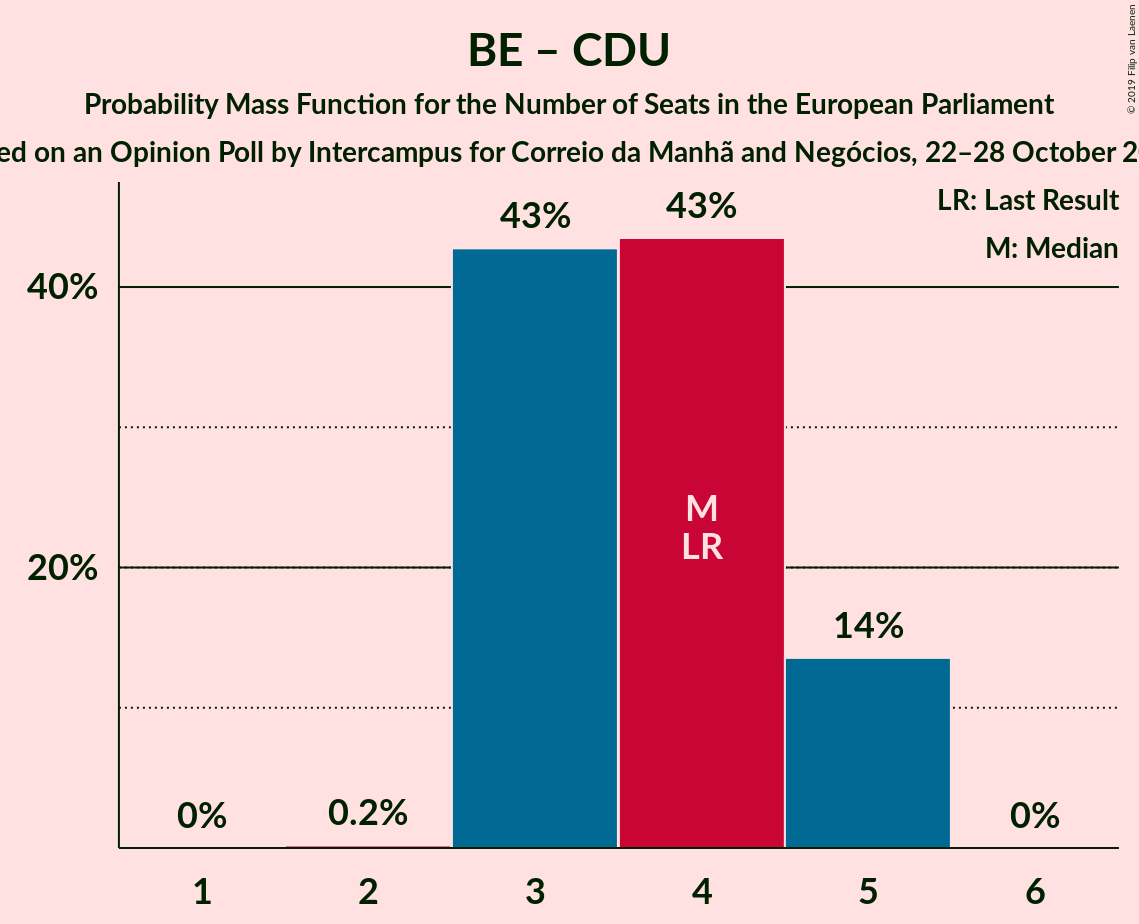 BE – CDU
Probability Mass Function for the Number of Seats in the European Parliament
on an Opinion Poll by Intercampus for Correio da Manhã and Negócios, 22–28 October
© 2019 Filip van Laenen
LR: Last Result
M: Median
43%
43%
40%
M
LR
20%
14%
0%
0.2%
0%
1
2
3
4
5
6